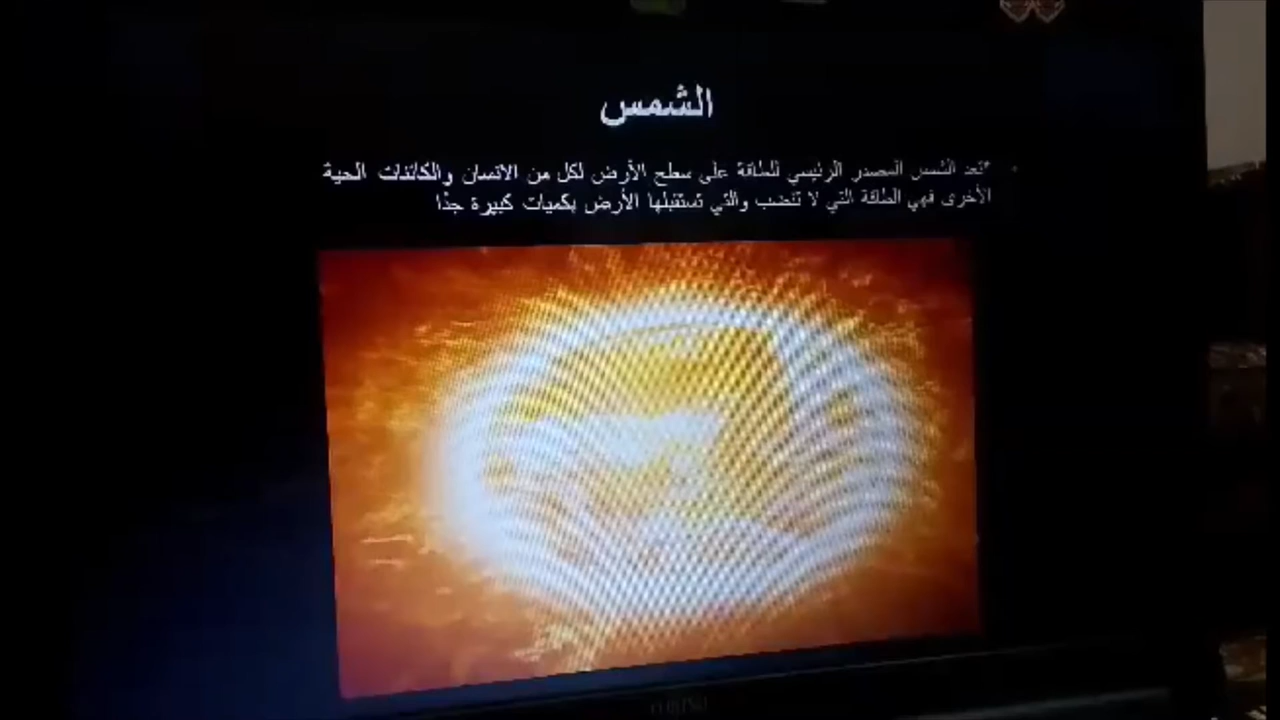 الشمس
• *تعد الشمس المصدر الرئيسي للطاقة على سطح الأرض لكل من الانسان والكائنات الحية
الأخرى فهي الطاقة التي لا تنضب والتي تستقبلها الأرض بكميات كبيرة جدًا